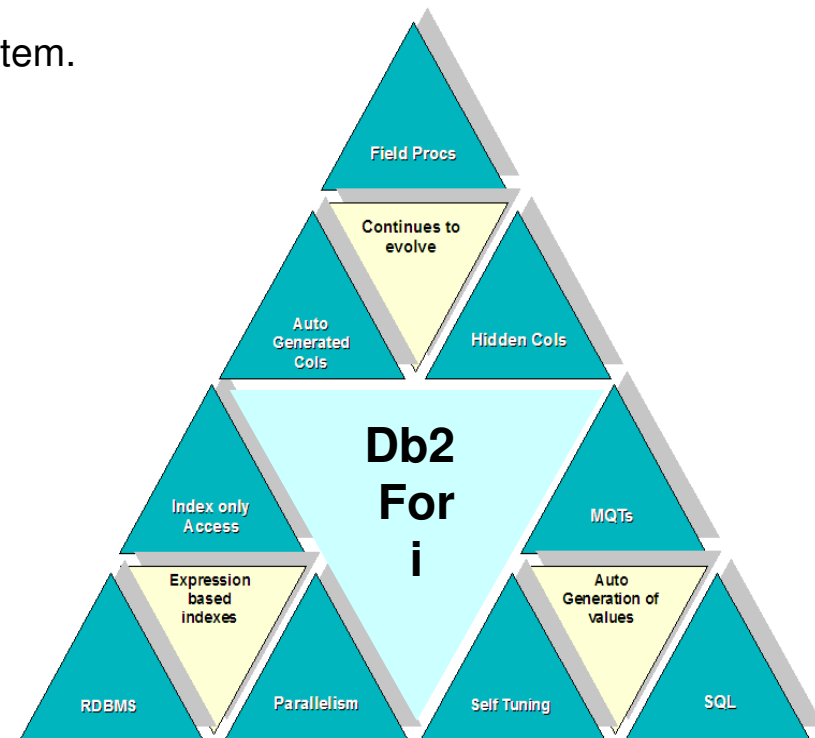 tem.
Field Procs
Continues to
evolve
Auto
Generated
Cols
Hidden Cols
Db2
For
i
Index only
Access
MQTs
Expression
based
indexes
Auto
Generation of
values
RDBMS
Parallelism
Self Tuning
SQL